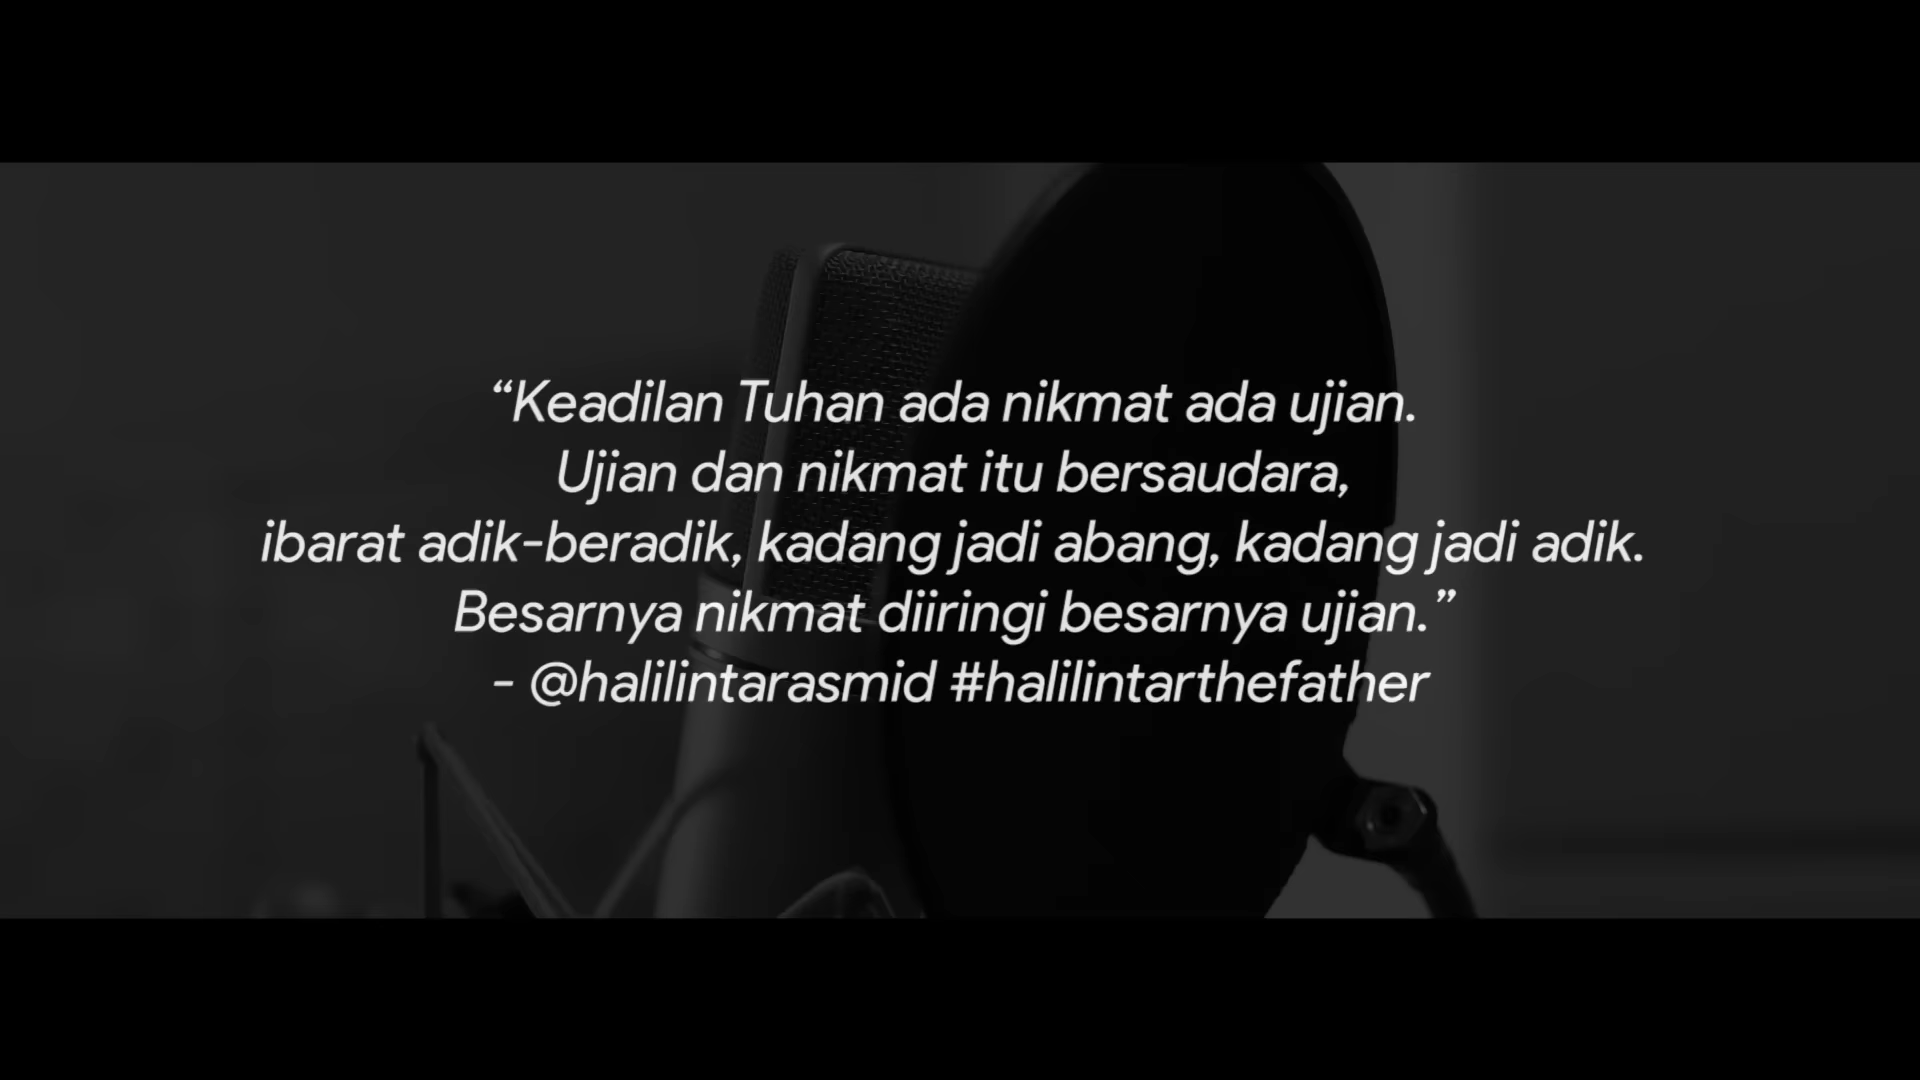 “Keadilan Tuhan ada nikmat ada ujian.
Ujian dan nikmat itu bersaudara,
ibarat adik-beradik, kadang jadi abang, kadang jadi adik.
Besarnya nikmat diiringi besarnya ujian.”
- @halilintarasmid #halilintarthefather